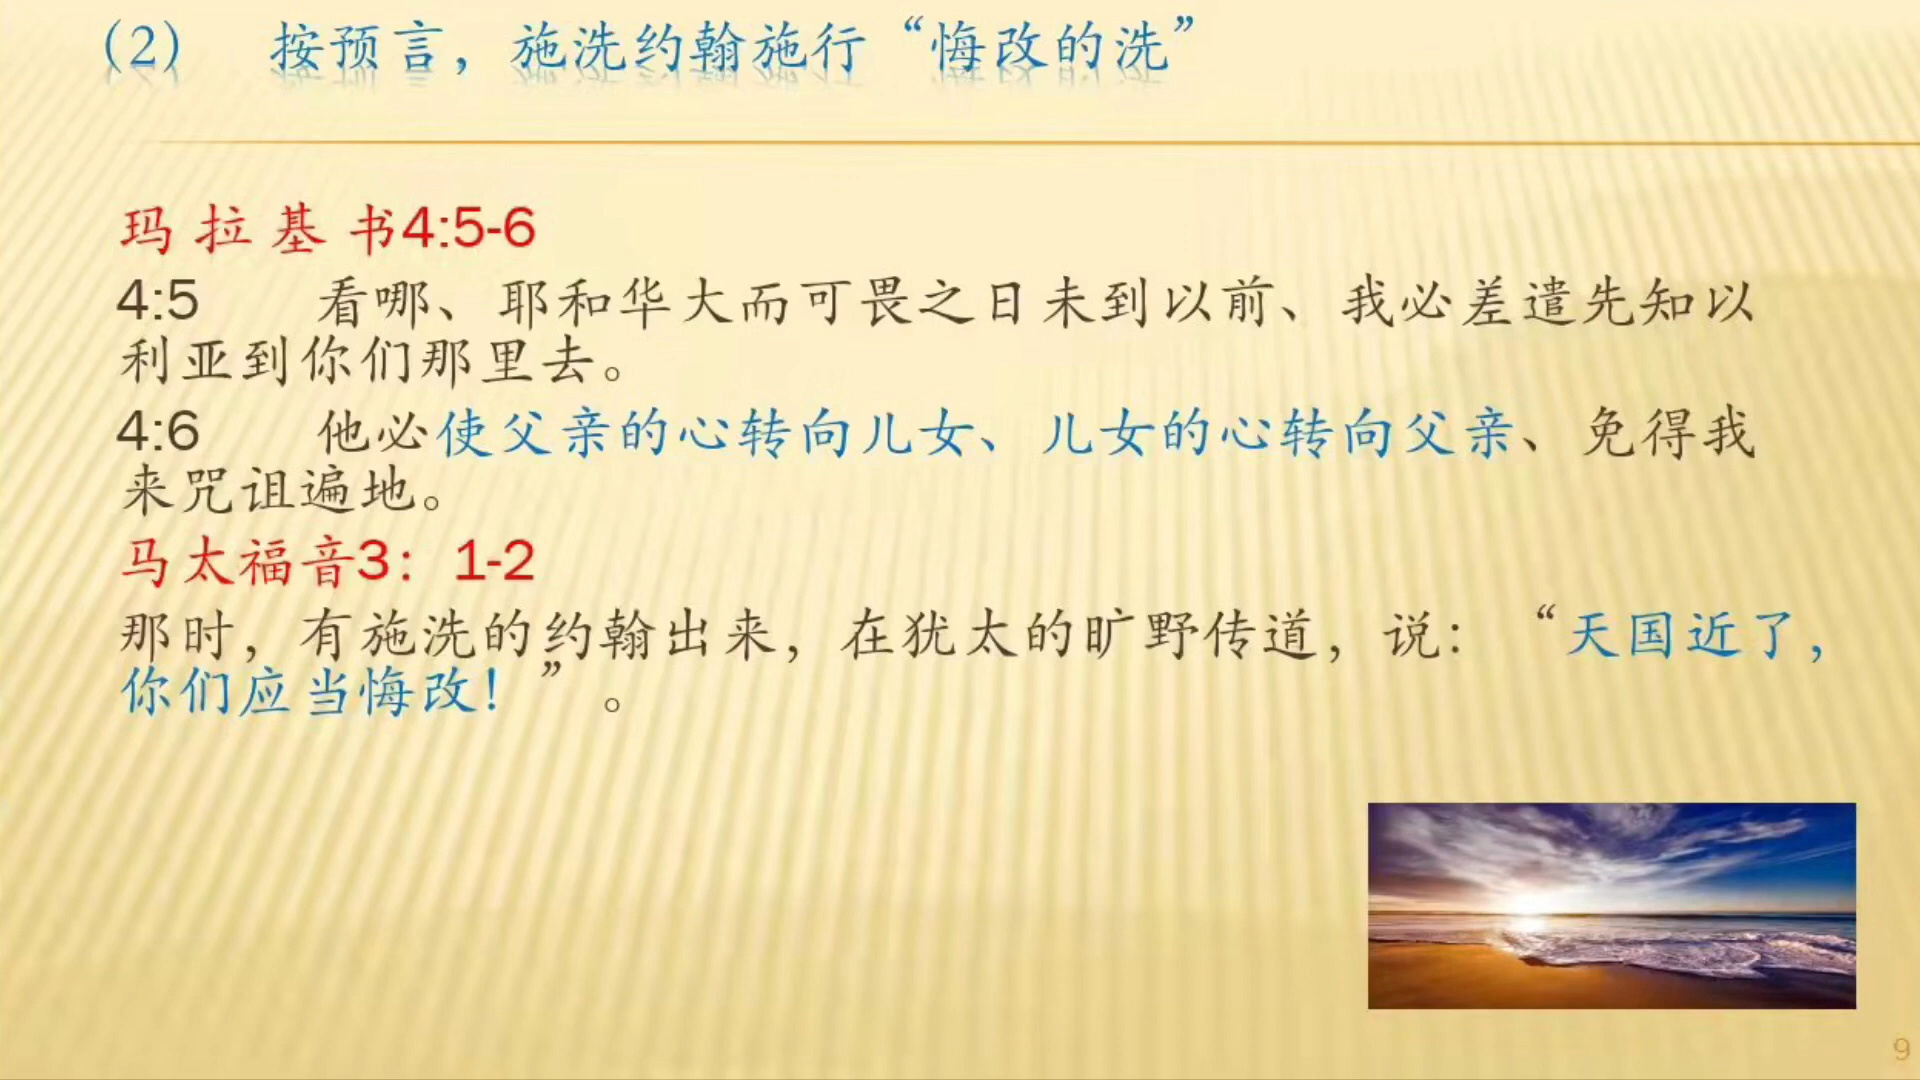 （2） 按预言，施洗约翰施行“悔改的洗”
玛 拉 基 书4:5-6
4:5 看哪、耶和华大而可畏之日未到以前、我必差遣先知以
利亚到你们那里去。
4:6 他必使父亲的心转向儿女、儿女的心转向父亲、免得我
来咒诅遍地。
马太福音3：1-2
那时，有施洗的约翰出来，在犹太的旷野传道，说：“天国近了，
你们应当悔改！”。
9